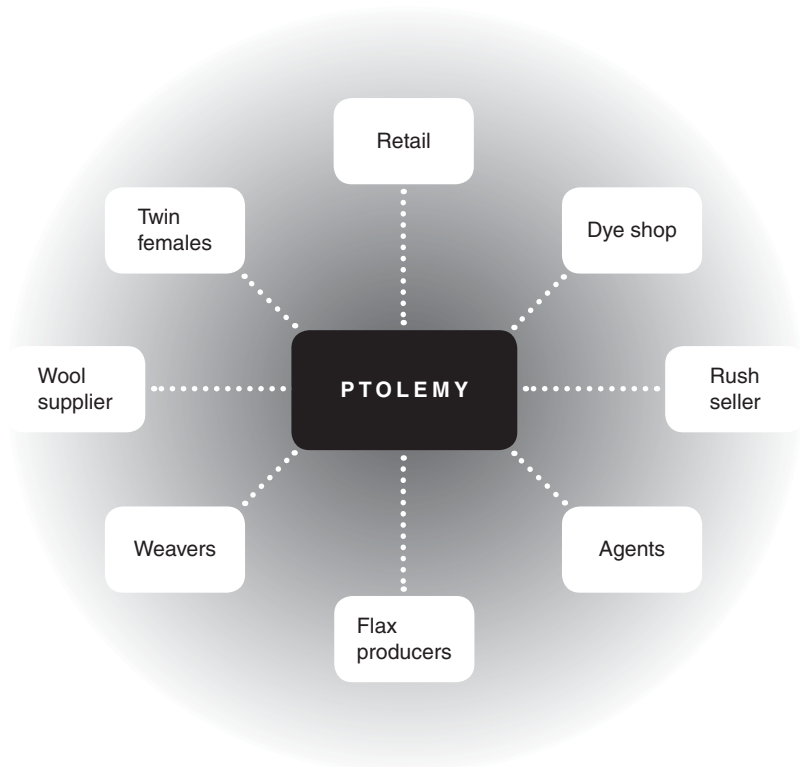 Retail
Twin
females
Dye shop
Wool
supplier
PTOLEMY
Rush
seller
Weavers
Agents
Flax
producers